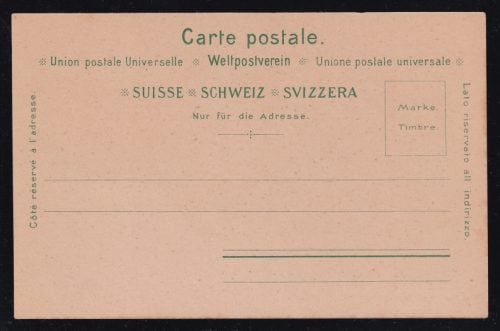 Carte postale.
※ Union postale Universelle ※ Weltpostverein ※ Unione postale universale ※
※ SUISSE ※ SCHWEIZ ※ SVIZZERA
Nur für die Adresse.
Marke.
Timbre.
Côté réservé à l'adresse.
Lato riservato all indirizzo.